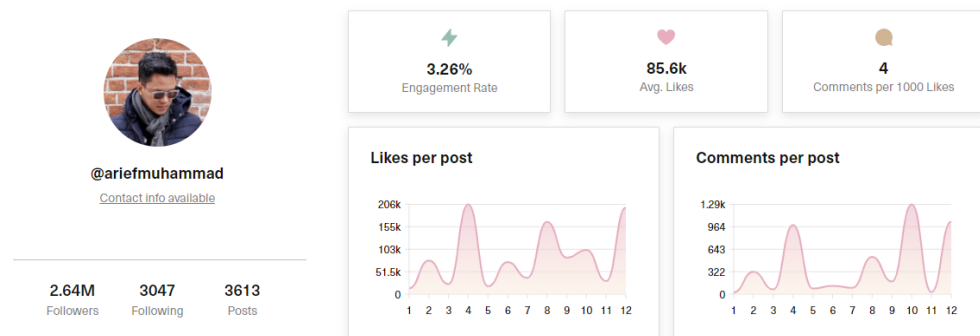 @ariefmuhammad
Contact info available
2.64M 3047 3613
Followers Following Posts
3.26%
Engagement Rate
85.6k
Avg. Likes
4
Comments per 1000 Likes
Likes per post
206k
155k
103k
51.5k
0
1 2 3 4 5 6 7 8 9 10 11 12
Comments per post
1.29k
964
643
322
0
1 2 3 4 5 6 7 8 9 10 11 12